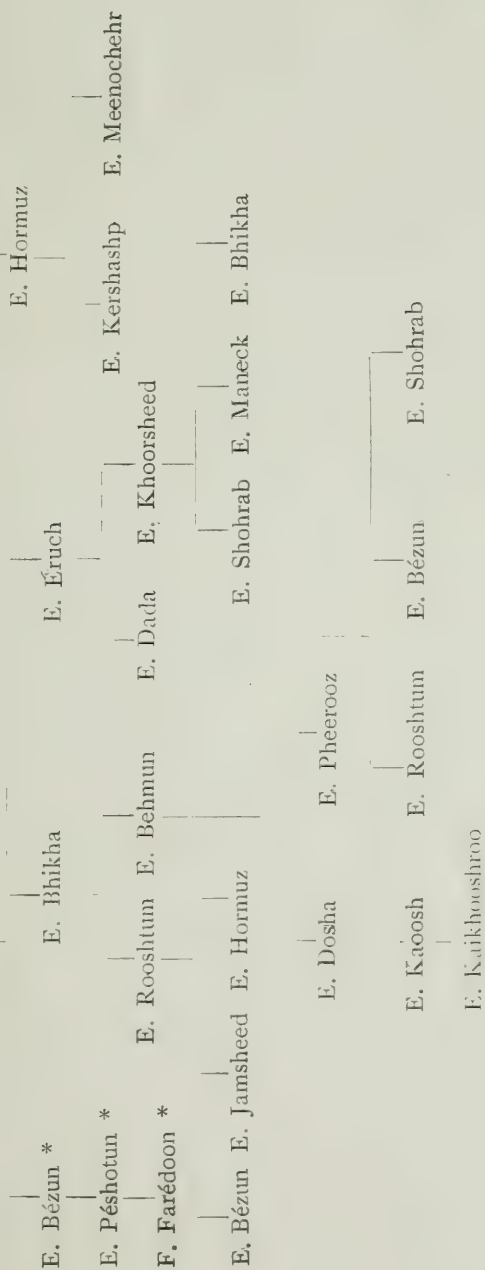 E. Hormuz
E. Bézun * E. Bhikha E. Éruch
E. Péshotun * E. Kershashp E. Meenochehr
E. Rooshtum E. Behmun E. Dada E. Khoorsheed
F. Farédoon *
E. Bézun E. Jamsheed E. Hormuz E. Shohrab E. Maneck E. Bhikha
E. Dosha E. Pheerooz
E. Kaoosh E. Rooshtum E. Bézun E. Shohrab
E. Kaikhooshroo